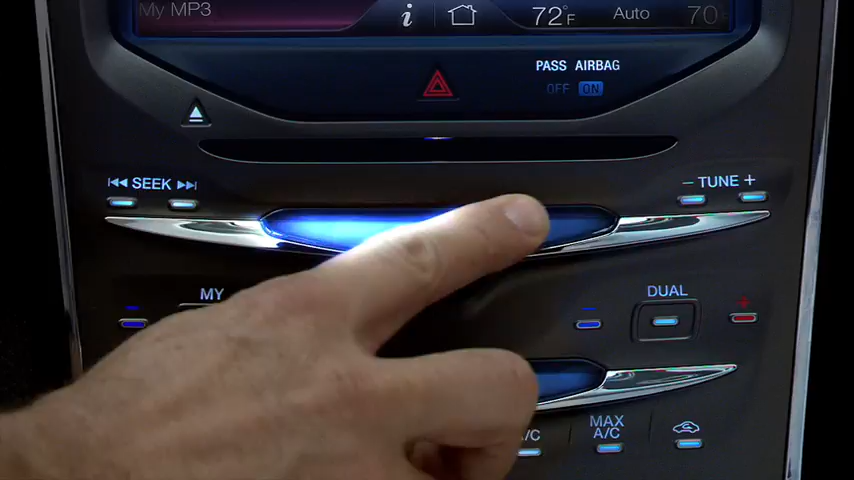 My MP3
i
72°F
Auto
70
PASS AIRBAG
OFF ON
SEEK
– TUNE +
MY
DUAL
A/C
MAX
A/C